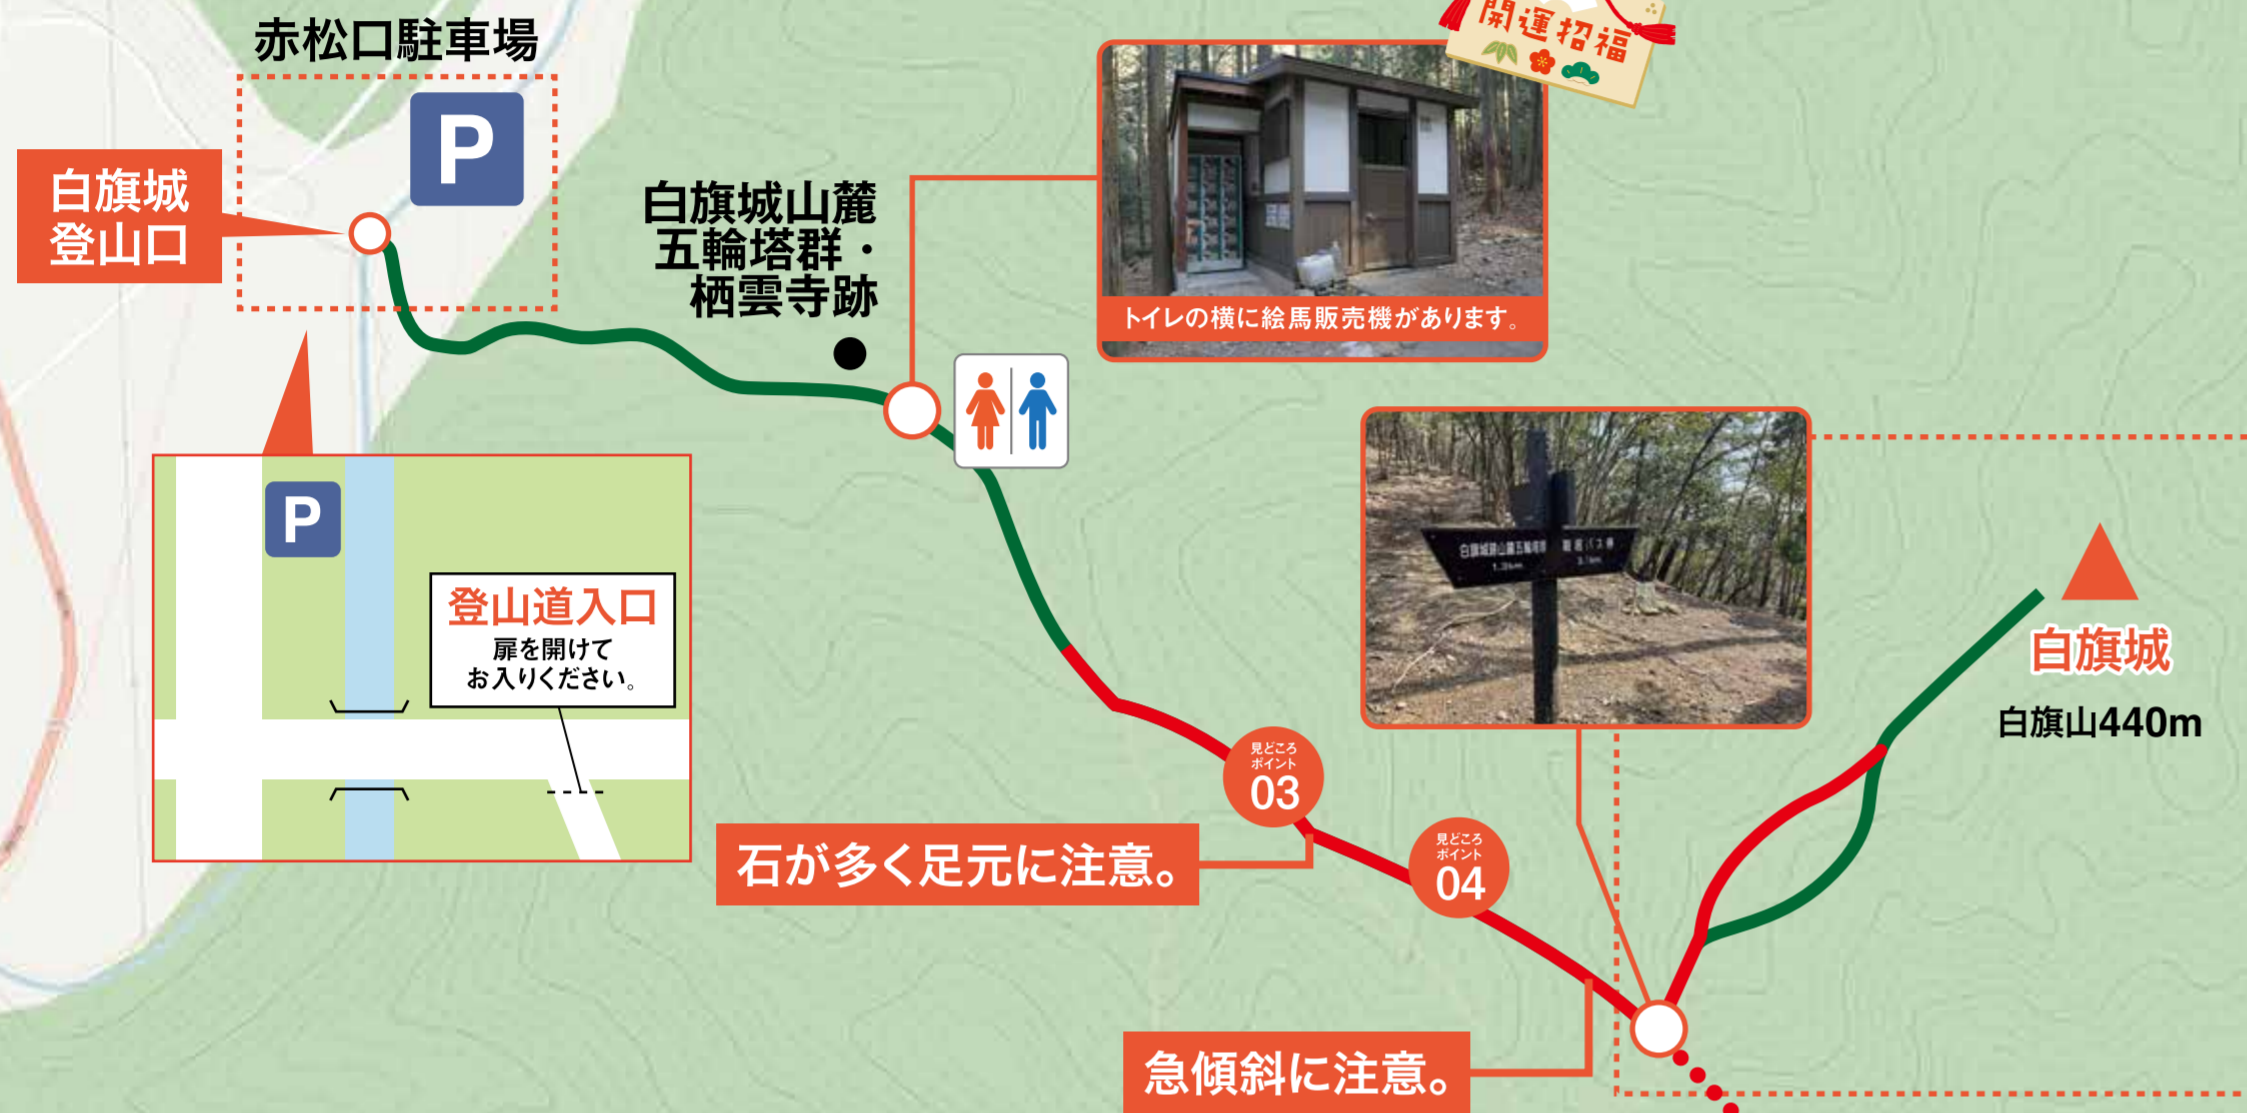 開運招福
赤松口駐車場
P
白旗城
登山口
白旗城山麓
五輪塔群・
栖雲寺跡
トイレの横に絵馬販売機があります。
P
登山道入口
扉を開けて
お入りください。
白旗城
白旗山440m
見どころ
ポイント
03
石が多く足元に注意。
見どころ
ポイント
04
急傾斜に注意。